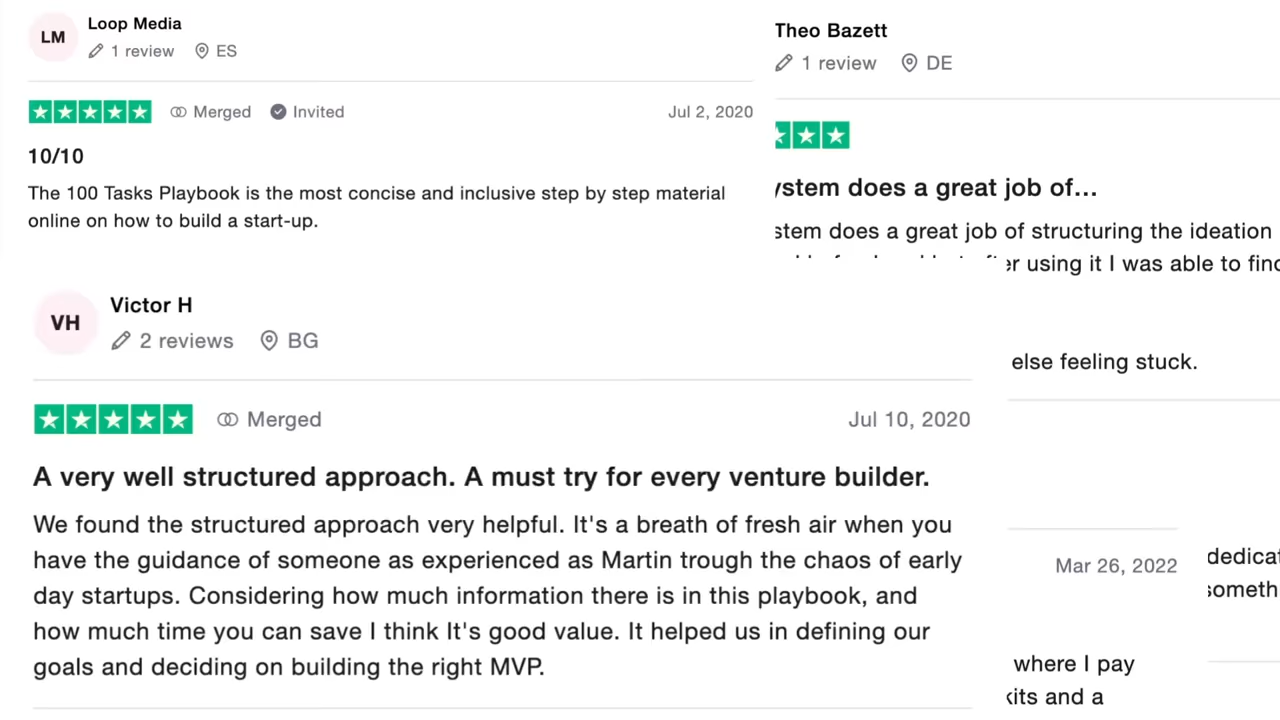 LM
Loop Media
1 review ES
Merged Invited Jul 2, 2020
10/10
The 100 Tasks Playbook is the most concise and inclusive step by step material
online on how to build a start-up.
Theo Bazett
1 review DE
ystem does a great job of...
stem does a great job of structuring the ideation
er using it I was able to find
else feeling stuck.
VH
Victor H
2 reviews BG
Merged Jul 10, 2020
A very well structured approach. A must try for every venture builder.
We found the structured approach very helpful. It's a breath of fresh air when you
have the guidance of someone as experienced as Martin trough the chaos of early
day startups. Considering how much information there is in this playbook, and
how much time you can save I think It's good value. It helped us in defining our
goals and deciding on building the right MVP.
Mar 26, 2022
where I pay
kits and a
dedicat
someth